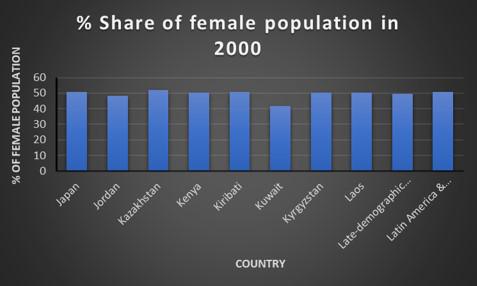 % Share of female population in
2000
% OF FEMALE POPULATION
60
50
40
30
20
10
0
Japan
Jordan
Kazakhstan
Kenya
Kiribati
Kuwait
Kyrgyzstan
Laos
Late-demographic...
Latin America &...
COUNTRY